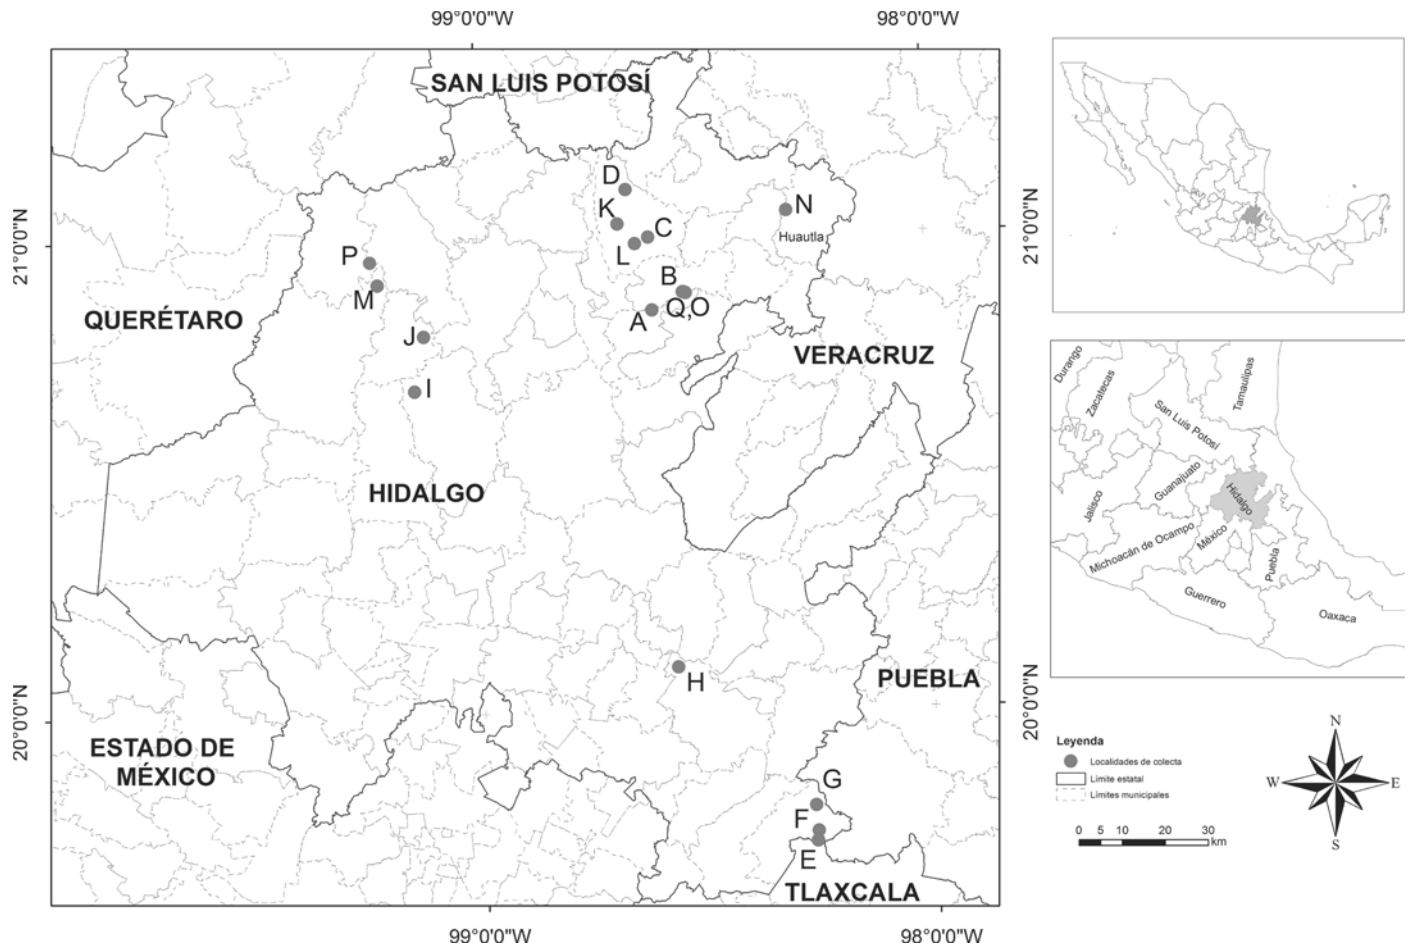 99°0'0"W
98°0'0"W
SAN LUIS POTOSÍ
D
K
C
L
N
Huautla
21°0'0"N
21°0'0"N
P
M
B
Q,O
A
QUERÉTARO
J
VERACRUZ
I
HIDALGO
H
PUEBLA
20°0'0"N
20°0'0"N
ESTADO DE
MÉXICO
G
F
E
TLAXCALA
99°0'0"W
98°0'0"W
Durango
Zacatecas
Tamaulipas
San Luis Potosí
Guanajuato
Hidalgo
Jalisco
Michoacán de Ocampo
México
Puebla
Guerrero
Oaxaca
Leyenda
Localidades de colecta
Límite estatal
Límites municipales
0 5 10 20 30
km
N
W
E
S